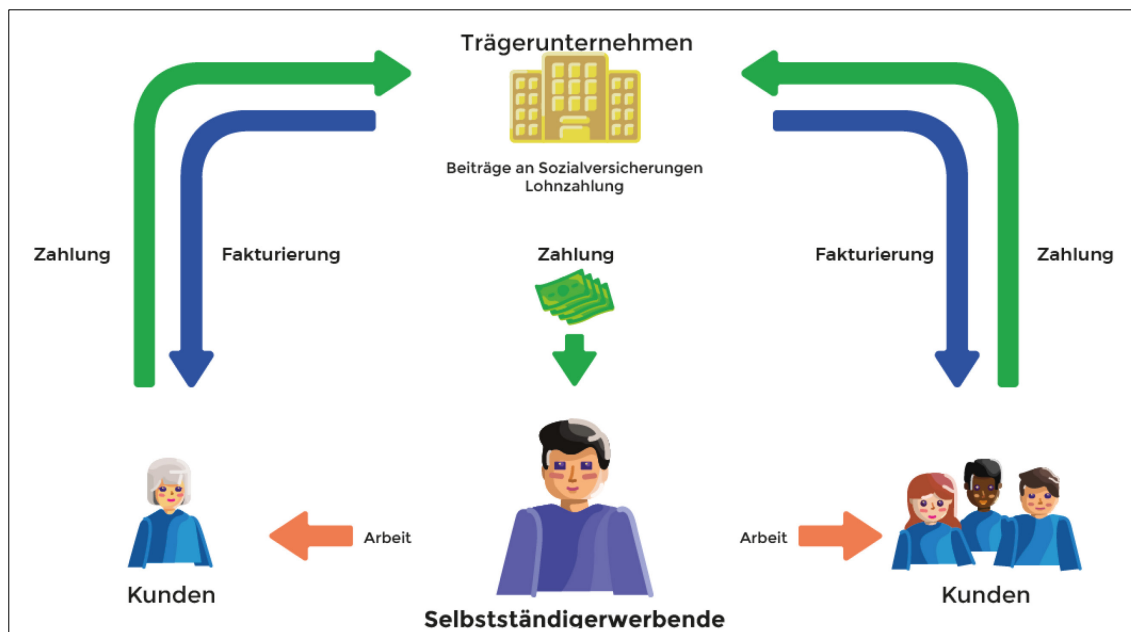 Trägerunternehmen
Beiträge an Sozialversicherungen
Lohnzahlung
Zahlung
Fakturierung
Zahlung
Fakturierung
Zahlung
Arbeit
Arbeit
Kunden
Selbstständigerwerbende
Kunden